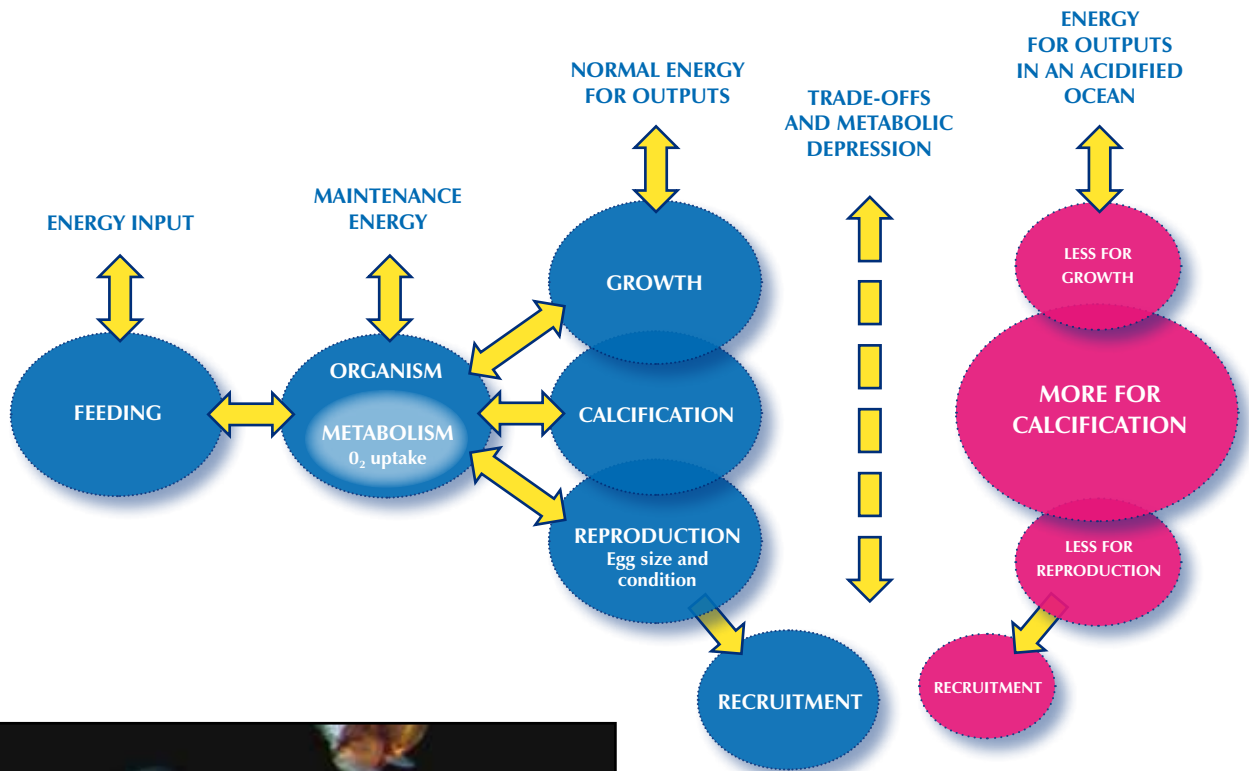 ENERGY INPUT
FEEDING
MAINTENANCE
ENERGY
ORGANISM
METABOLISM
0₂ uptake
NORMAL ENERGY
FOR OUTPUTS
GROWTH
CALCIFICATION
REPRODUCTION
Egg size and
condition
RECRUITMENT
TRADE-OFFS
AND METABOLIC
DEPRESSION
ENERGY
FOR OUTPUTS
IN AN ACIDIFIED
OCEAN
LESS FOR
GROWTH
MORE FOR
CALCIFICATION
LESS FOR
REPRODUCTION
RECRUITMENT